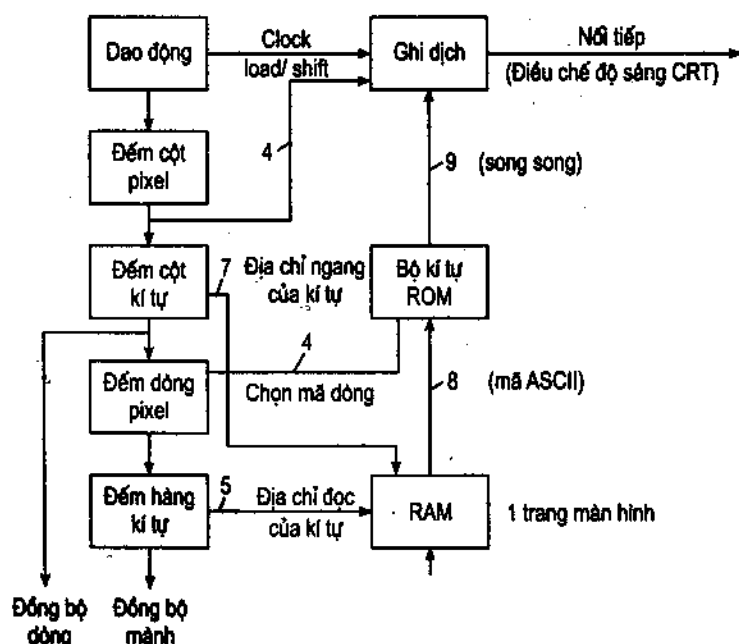 Dao động
Clock
load/ shift
Ghi dịch
Nối tiếp
(Điều chế độ sáng CRT)
Đếm cột
pixel
4
9 (song song)
Đếm cột
kí tự
7
Địa chỉ ngang
của kí tự
Bộ kí tự
ROM
Đếm dòng
pixel
4
Chọn mã dòng
8 (mã ASCII)
Đếm hàng
kí tự
5
Địa chỉ đọc
của kí tự
RAM
1 trang màn hình
Đồng bộ
dòng
Đồng bộ
mành